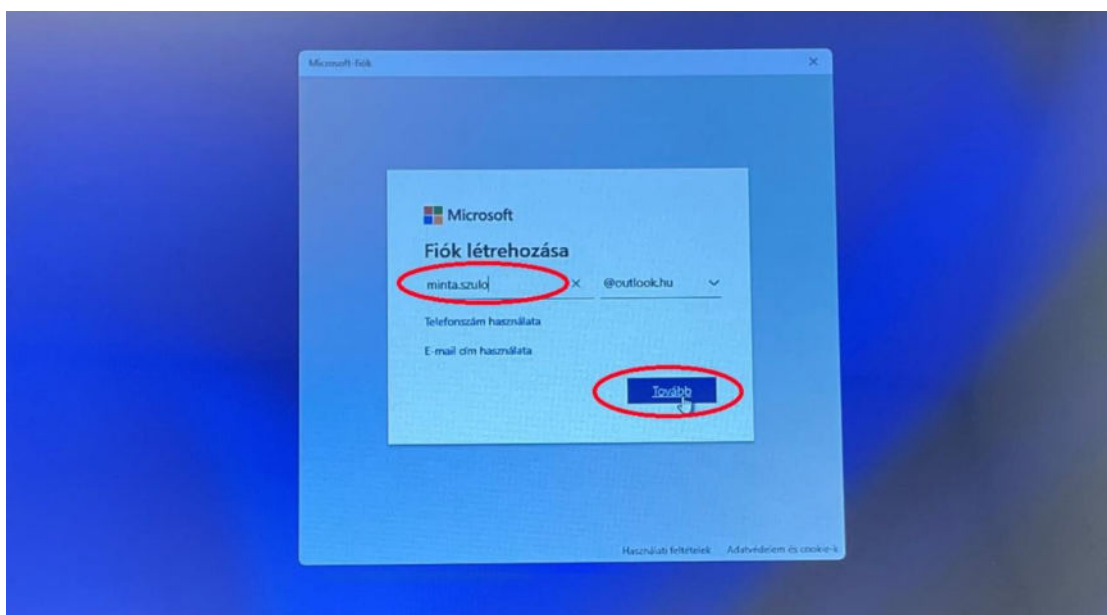 Microsoft-fiók
Microsoft
Fiók létrehozása
minta.szulo @outlook.hu
Telefonszám használata
E-mail cím használata
Tovább
Használati feltételek Adatvédelem és cookie-k